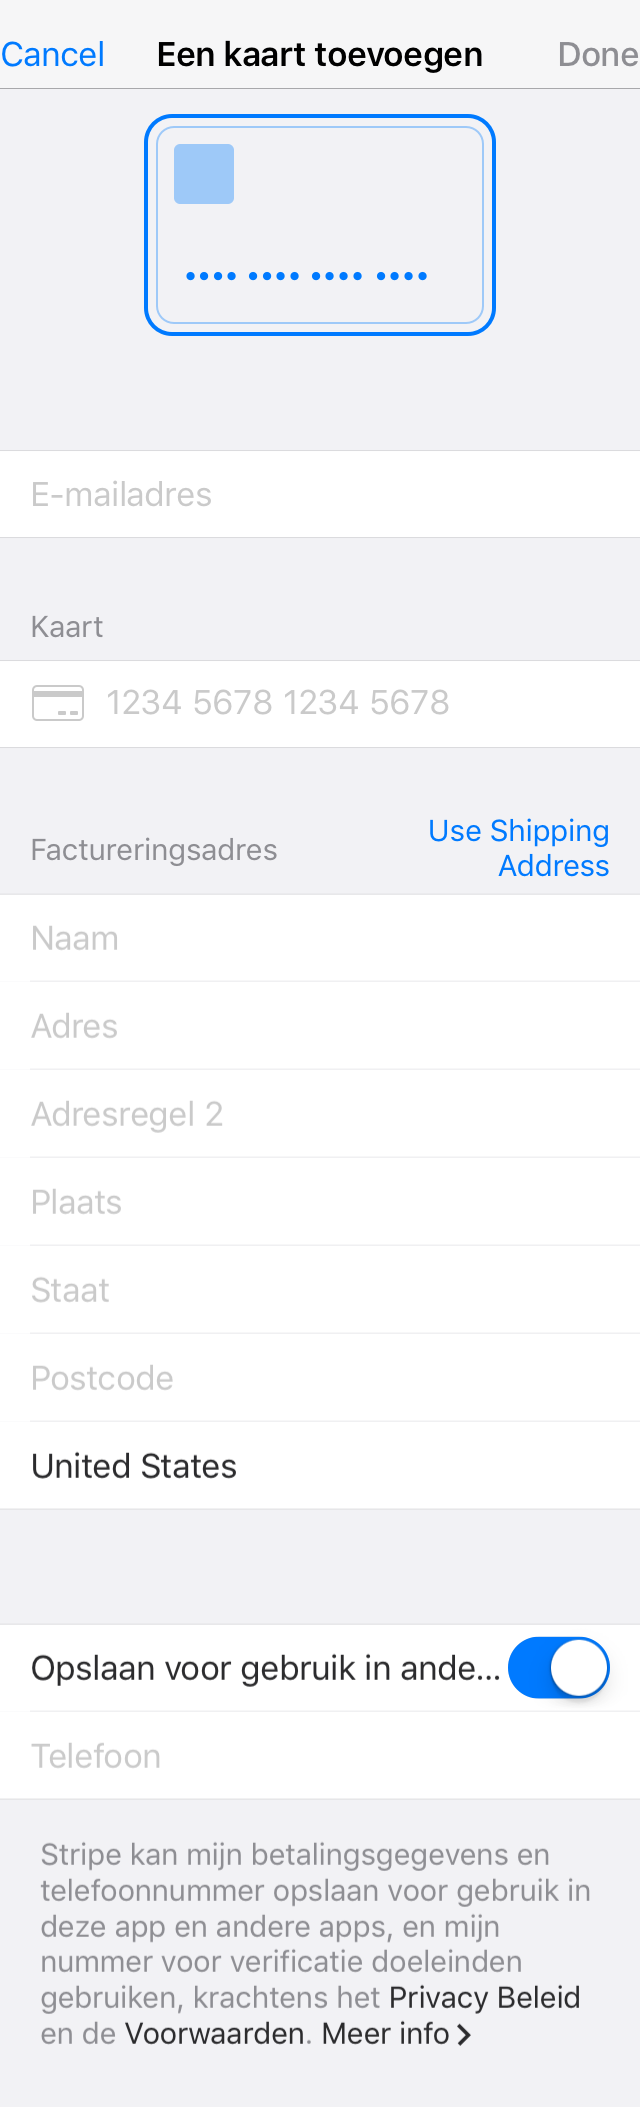 Cancel Een kaart toevoegen Done
•••• •••• •••• ••••
E-mailadres
Kaart
1234 5678 1234 5678
Factureringsadres
Use Shipping
Address
Naam
Adres
Adresregel 2
Plaats
Staat
Postcode
United States
Opslaan voor gebruik in ande...
Telefoon
Stripe kan mijn betalingsgegevens en
telefoonnummer opslaan voor gebruik in
deze app en andere apps, en mijn
nummer voor verificatie doeleinden
gebruiken, krachtens het Privacy Beleid
en de Voorwaarden. Meer info